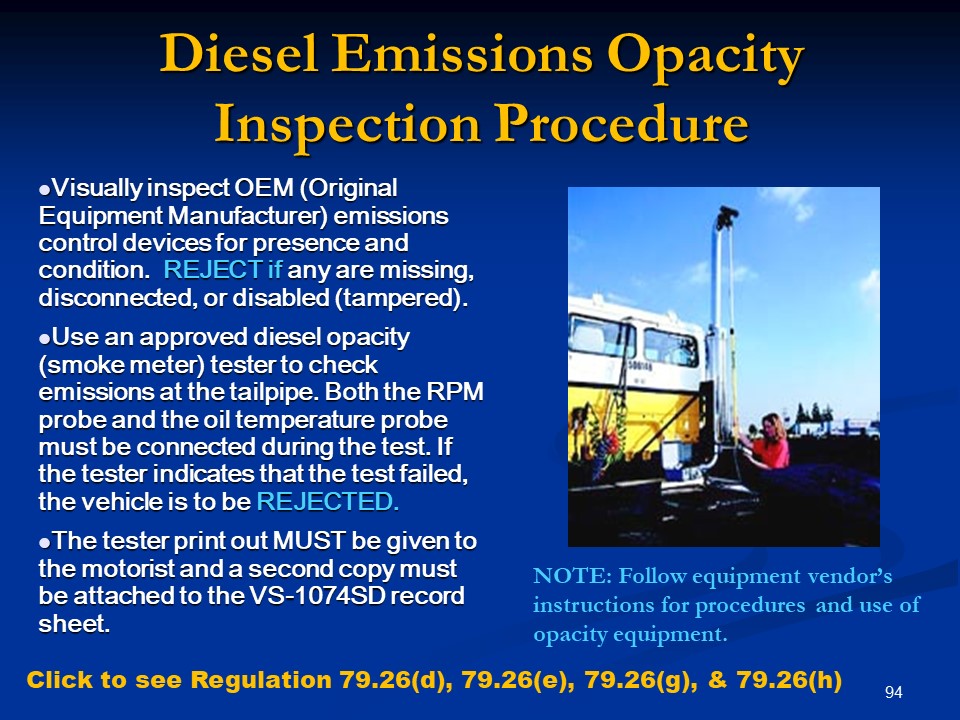 Diesel Emissions Opacity
Inspection Procedure
●Visually inspect OEM (Original
Equipment Manufacturer) emissions
control devices for presence and
condition.  REJECT if any are missing,
disconnected, or disabled (tampered).
●Use an approved diesel opacity
(smoke meter) tester to check
emissions at the tailpipe. Both the RPM
probe and the oil temperature probe
must be connected during the test. If
the tester indicates that the test failed,
the vehicle is to be REJECTED.
●The tester print out MUST be given to
the motorist and a second copy must
be attached to the VS-1074SD record
sheet.
NOTE: Follow equipment vendor’s
instructions for procedures and use of
opacity equipment.
Click to see Regulation 79.26(d), 79.26(e), 79.26(g), & 79.26(h)
94